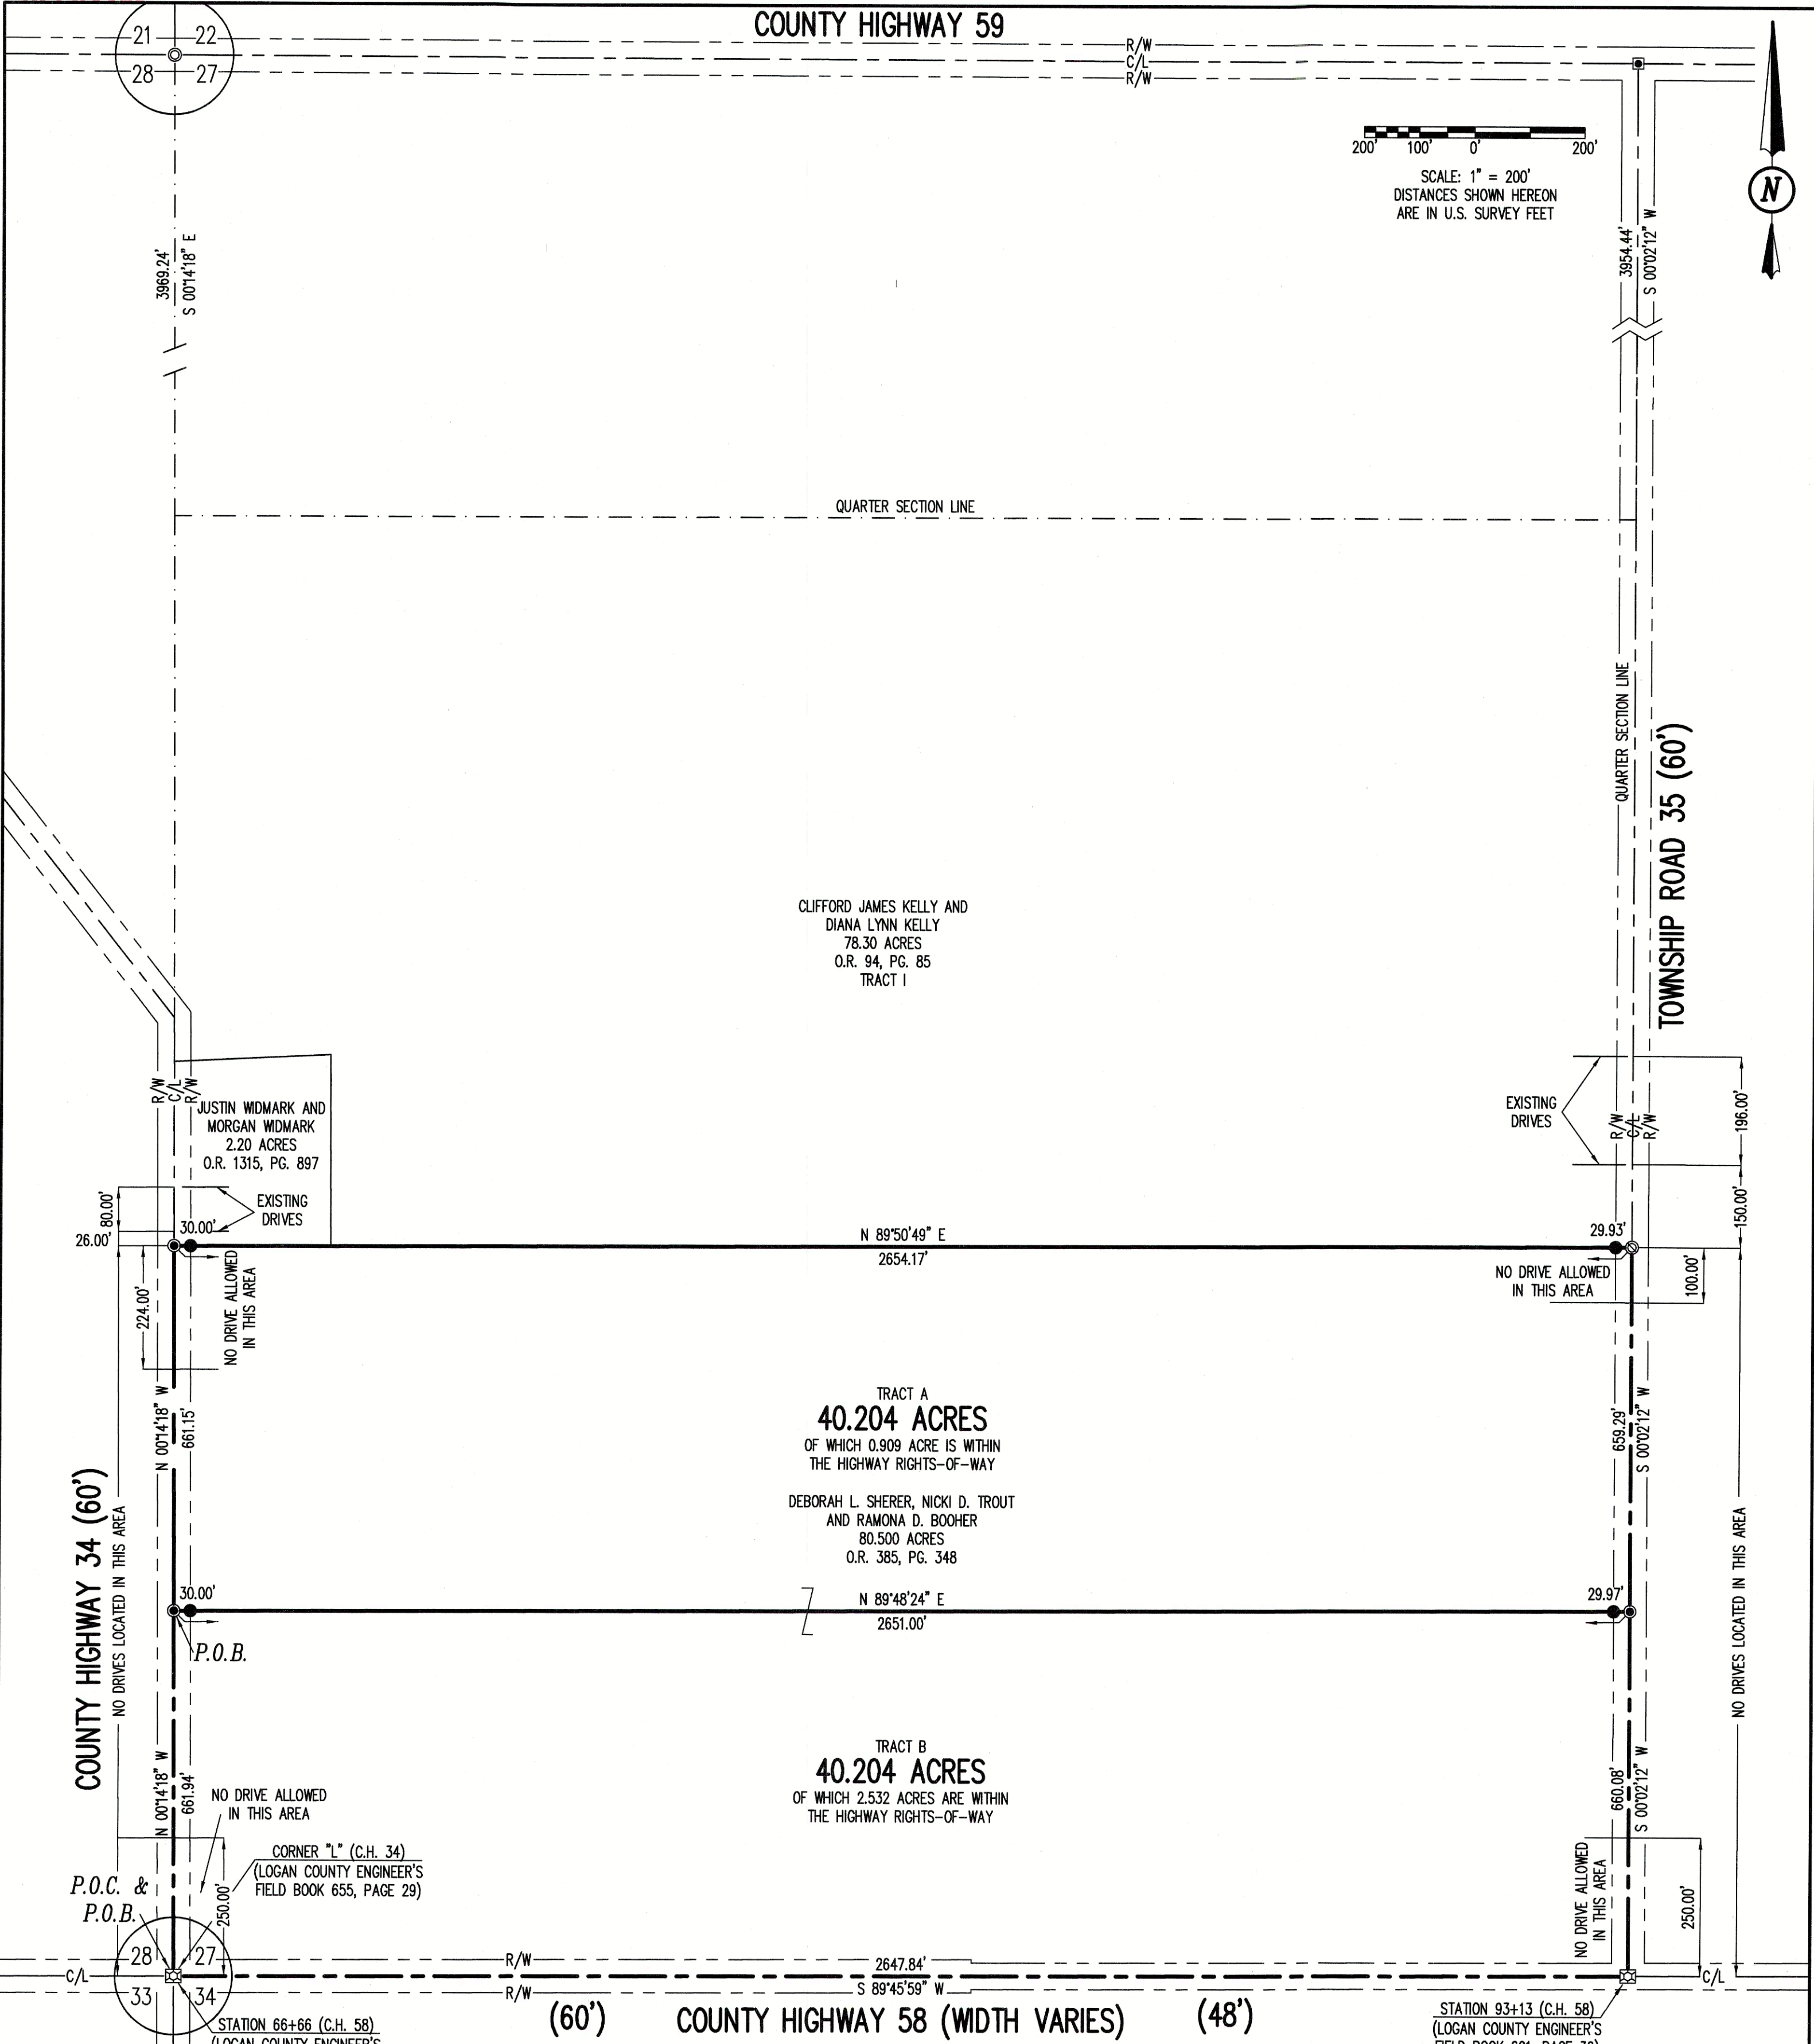 COUNTY HIGHWAY 59
21 22
28 27
R/W
C/L
R/W
200' 100' 0' 200'
SCALE: 1" = 200'
DISTANCES SHOWN HEREON
ARE IN U.S. SURVEY FEET
N
3969.24'
S 00°14'18" E
3954.44'
S 00°02'12" W
QUARTER SECTION LINE
QUARTER SECTION LINE
TOWNSHIP ROAD 35 (60')
CLIFFORD JAMES KELLY AND
DIANA LYNN KELLY
78.30 ACRES
O.R. 94, PG. 85
TRACT I
R/W
C/L
R/W
JUSTIN WIDMARK AND
MORGAN WIDMARK
2.20 ACRES
O.R. 1315, PG. 897
EXISTING
DRIVES
80.00'
26.00'
30.00'
EXISTING
DRIVES
R/W
C/L
R/W
196.00'
150.00'
N 89°50'49" E
2654.17'
29.93'
224.00'
NO DRIVE ALLOWED
IN THIS AREA
NO DRIVE ALLOWED
IN THIS AREA
100.00'
TRACT A
40.204 ACRES
OF WHICH 0.909 ACRE IS WITHIN
THE HIGHWAY RIGHTS-OF-WAY
DEBORAH L. SHERER, NICKI D. TROUT
AND RAMONA D. BOOHER
80.500 ACRES
O.R. 385, PG. 348
N 00°14'18" W
661.15'
659.29'
S 00°02'12" W
COUNTY HIGHWAY 34 (60')
NO DRIVES LOCATED IN THIS AREA
NO DRIVES LOCATED IN THIS AREA
30.00'
P.O.B.
N 89°48'24" E
2651.00'
29.97'
TRACT B
40.204 ACRES
OF WHICH 2.532 ACRES ARE WITHIN
THE HIGHWAY RIGHTS-OF-WAY
N 00°14'18" W
661.94'
660.08'
S 00°02'12" W
NO DRIVE ALLOWED
IN THIS AREA
CORNER "L" (C.H. 34)
(LOGAN COUNTY ENGINEER'S
FIELD BOOK 655, PAGE 29)
250.00'
NO DRIVE ALLOWED
IN THIS AREA
250.00'
P.O.C. &
P.O.B.
28 27
33 34
C/L
R/W
R/W
2647.84'
S 89°45'59" W
C/L
(60') COUNTY HIGHWAY 58 (WIDTH VARIES) (48')
STATION 66+66 (C.H. 58)
(LOGAN COUNTY ENGINEER'S
STATION 93+13 (C.H. 58)
(LOGAN COUNTY ENGINEER'S